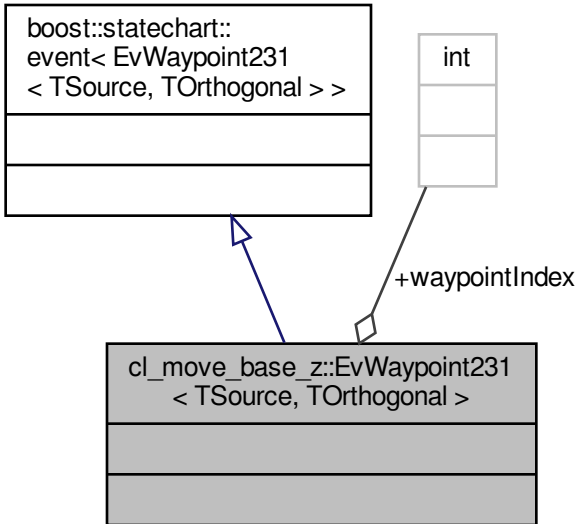 boost::statechart::
event< EvWaypoint231
< TSource, TOrthogonal > >
int
+waypointIndex
cl_move_base_z::EvWaypoint231
< TSource, TOrthogonal >